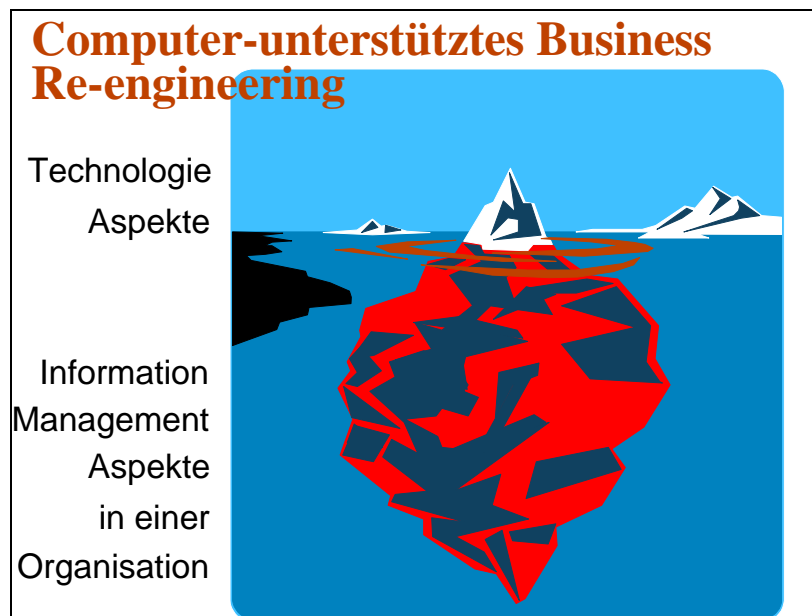 Computer-unterstütztes Business
Re-engineering
Technologie
Aspekte
Information
Management
Aspekte
in einer
Organisation